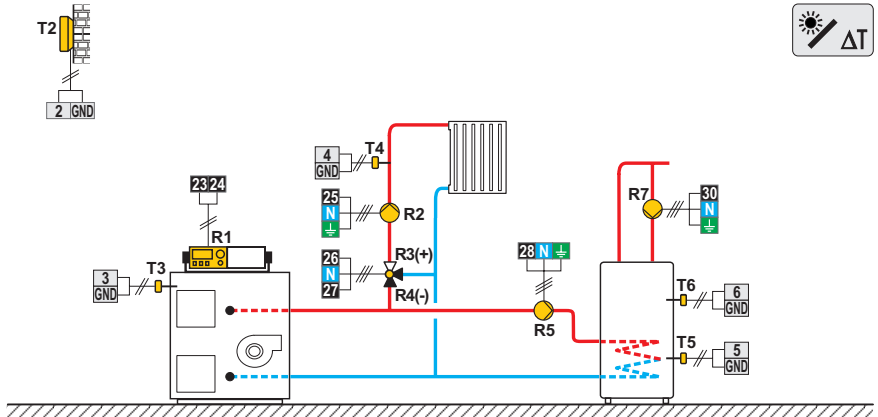 T2
2 GND
ΔT
4
GND
T4
23 24
25
N
R2
R7
30
N
R1
R3(+)
26
N
27
R4(-)
28 N
3
GND
T3
T6
6
GND
R5
T5
5
GND